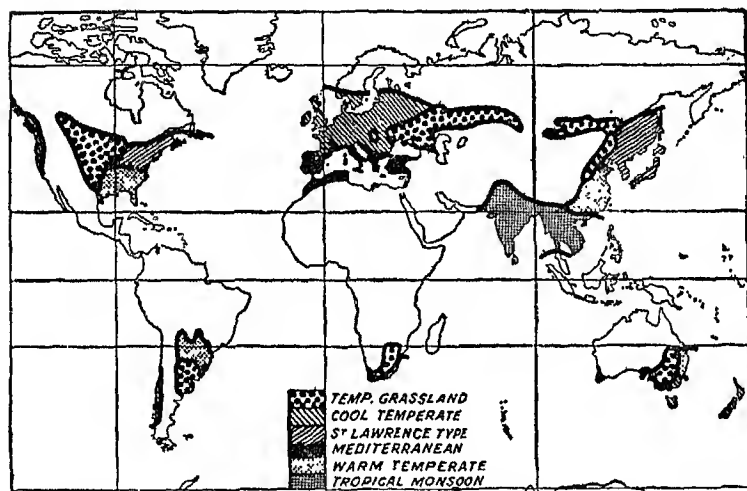 TEMP. GRASSLAND
COOL TEMPERATE
ST LAWRENCE TYPE
MEDITERRANEAN
WARM TEMPERATE
TROPICAL MONSOON